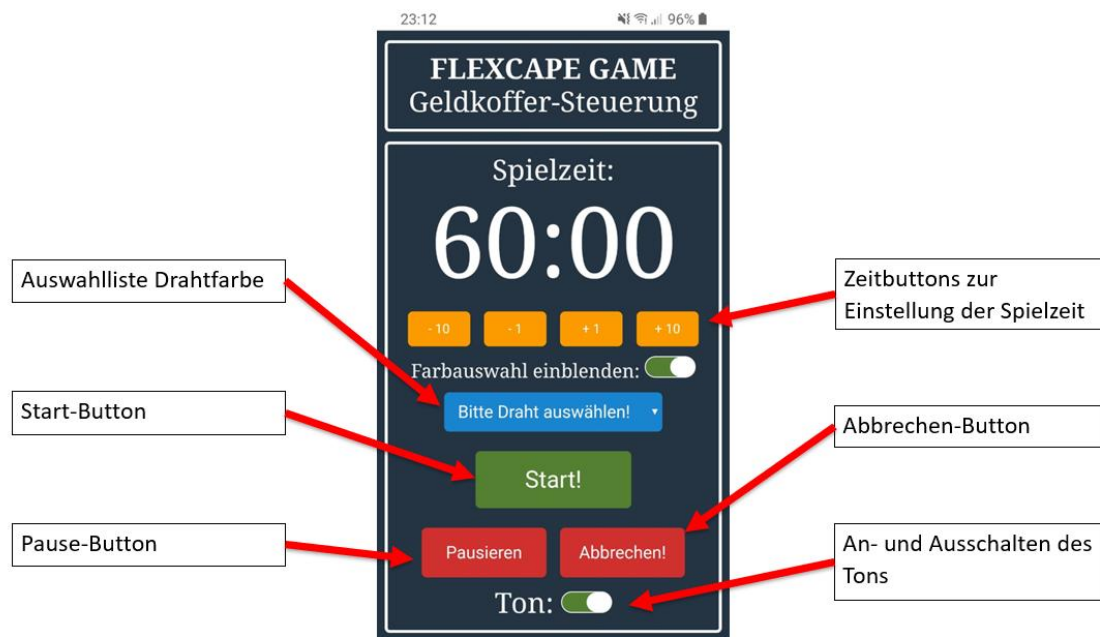 23:12 96%
FLEXCAPE GAME
Geldkoffer-Steuerung
Spielzeit:
60:00
- 10 - 1 + 1 + 10
Farbauswahl einblenden:
Bitte Draht auswählen!
Start!
Pausieren Abbrechen!
Ton:
Auswahlliste Drahtfarbe
Start-Button
Pause-Button
Zeitbuttons zur
Einstellung der Spielzeit
Abbrechen-Button
An- und Ausschalten des
Tons